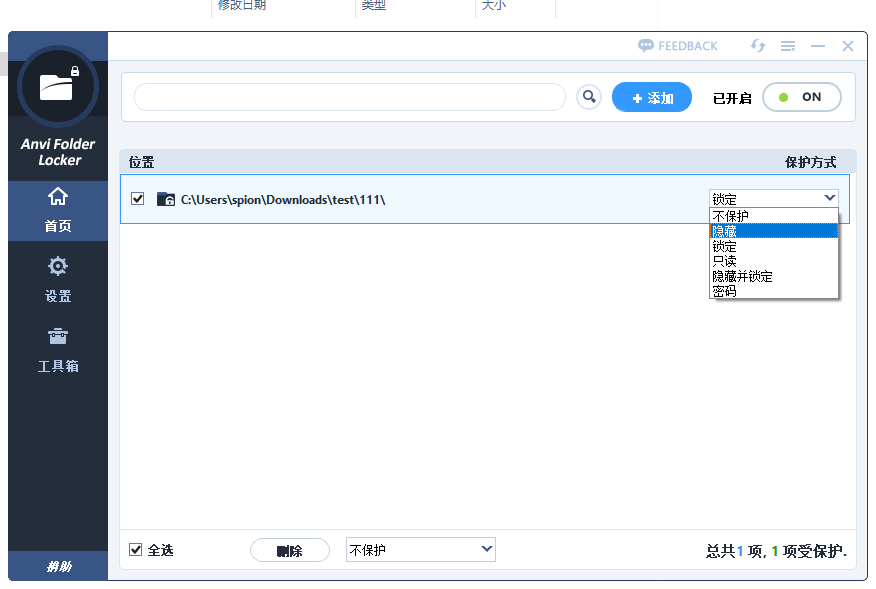 修改日期 类型 大小
FEEDBACK
+ 添加 已开启 ON
Anvi Folder
Locker
位置 保护方式
首页
C:\Users\spion\Downloads\test\111\ 锁定
不保护
隐藏
锁定
只读
隐藏并锁定
密码
设置
工具箱
全选 删除 不保护 总共1 项, 1 项受保护.
捐助